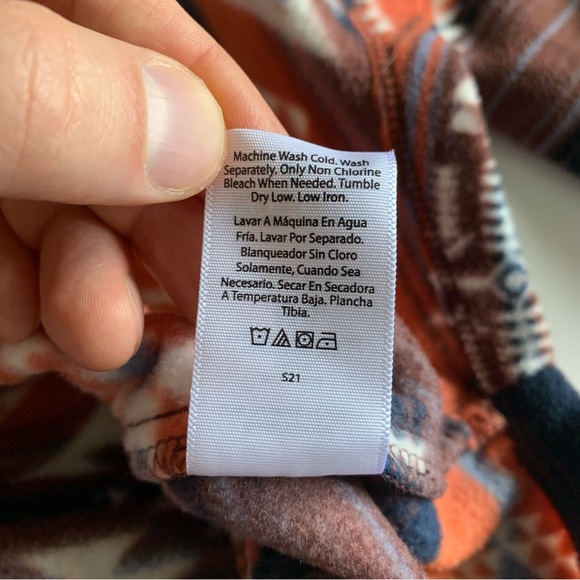 Machine Wash Cold. Wash
Separately. Only Non Chlorine
Bleach When Needed. Tumble
Dry Low. Low Iron.
Lavar A Máquina En Agua
Fría. Lavar Por Separado.
Blanqueador Sin Cloro
Solamente, Cuando Sea
Necesario. Secar En Secadora
A Temperatura Baja. Plancha
Tibia.
S21